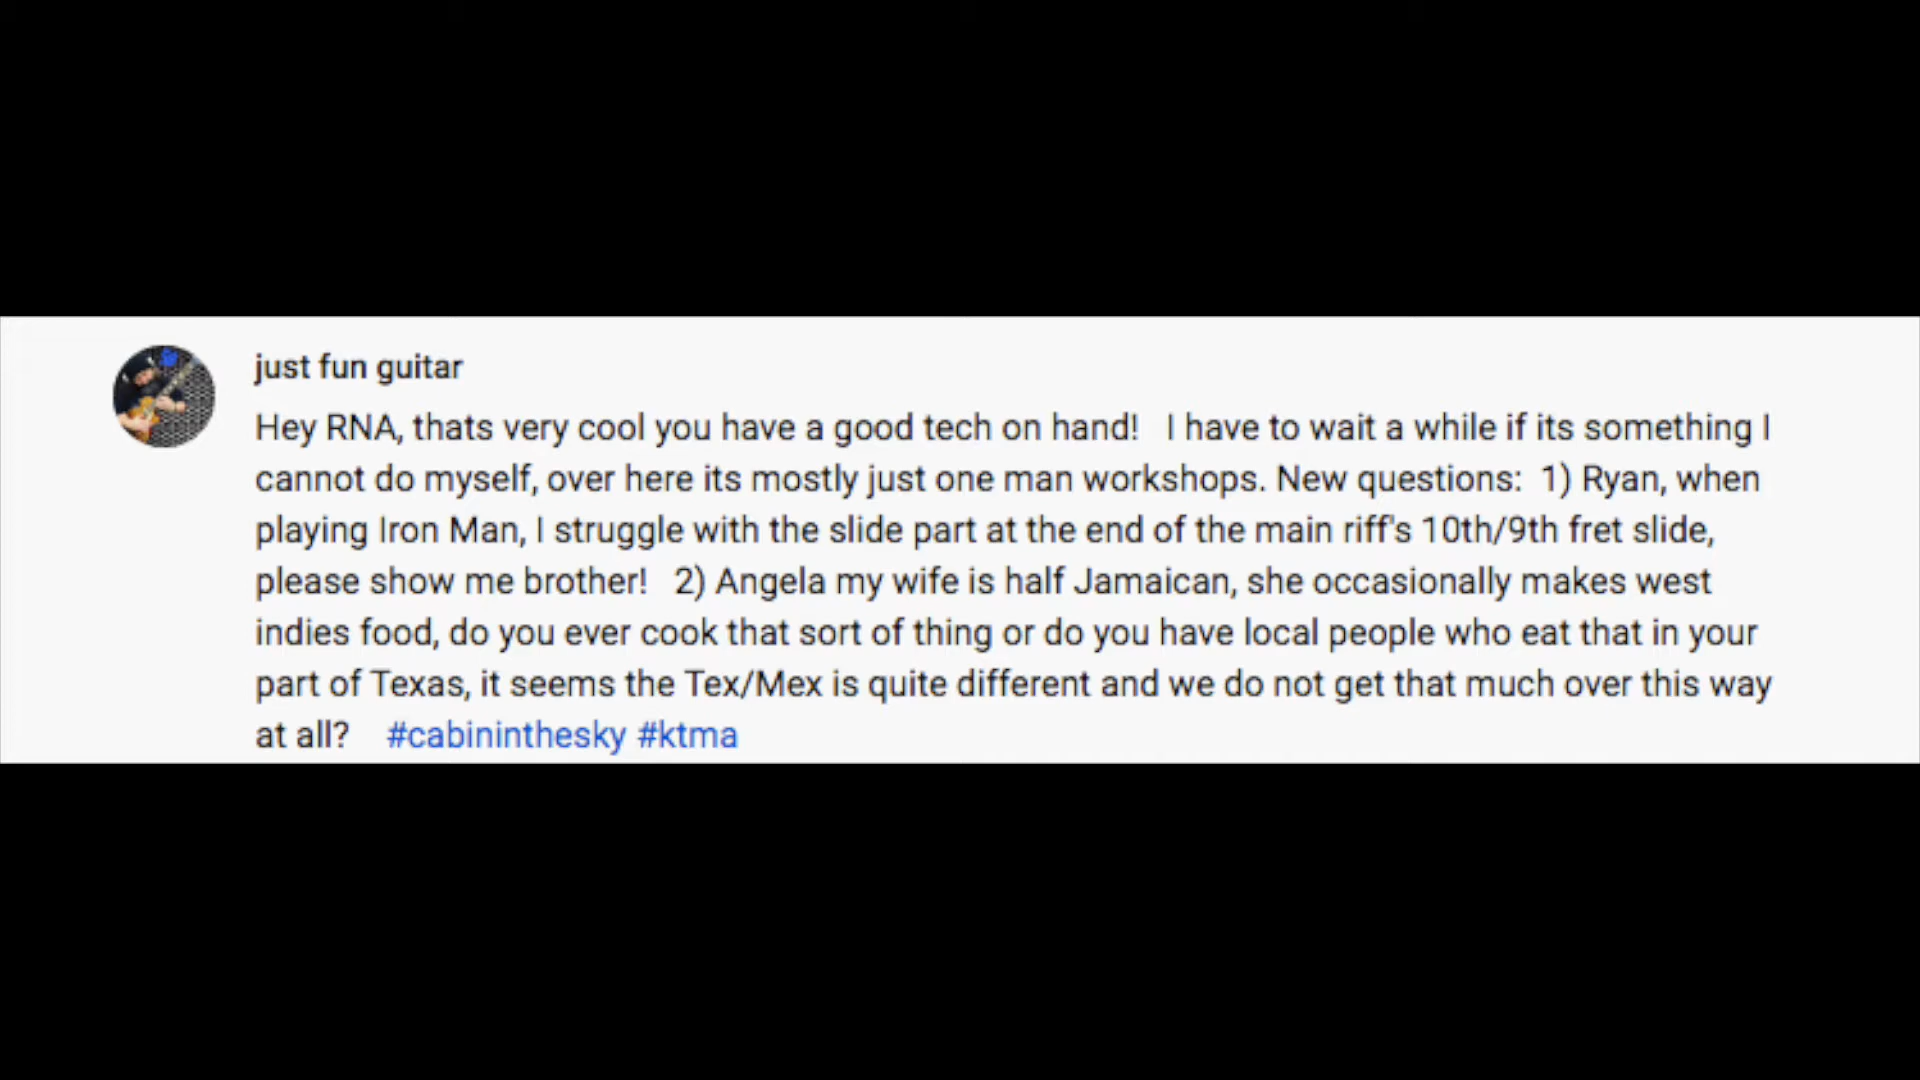 just fun guitar
Hey RNA, thats very cool you have a good tech on hand!   I have to wait a while if its something I
cannot do myself, over here its mostly just one man workshops. New questions:  1) Ryan, when
playing Iron Man, I struggle with the slide part at the end of the main riff's 10th/9th fret slide,
please show me brother!   2) Angela my wife is half Jamaican, she occasionally makes west
indies food, do you ever cook that sort of thing or do you have local people who eat that in your
part of Texas, it seems the Tex/Mex is quite different and we do not get that much over this way
at all?    #cabininthesky #ktma